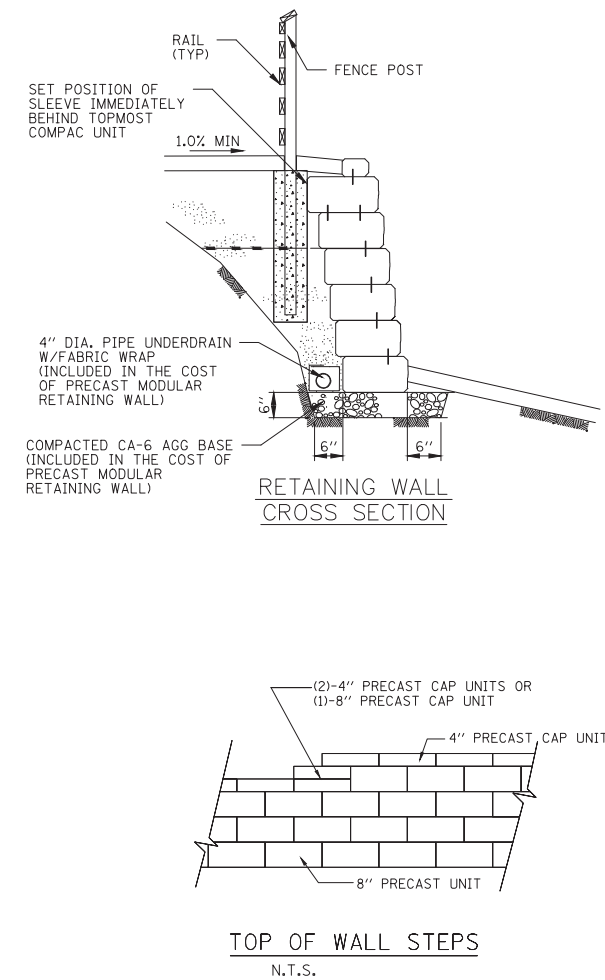 RAIL
(TYP)
FENCE POST
SET POSITION OF
SLEEVE IMMEDIATELY
BEHIND TOPMOST
COMPAC UNIT
1.0% MIN
4" DIA. PIPE UNDERDRAIN
W/FABRIC WRAP
(INCLUDED IN THE COST
OF PRECAST MODULAR
RETAINING WALL)
6"
COMPACTED CA-6 AGG BASE
(INCLUDED IN THE COST OF
PRECAST MODULAR
RETAINING WALL)
6"
6"
RETAINING WALL
CROSS SECTION
(2)-4" PRECAST CAP UNITS OR
(1)-8" PRECAST CAP UNIT
4" PRECAST CAP UNIT
8" PRECAST UNIT
TOP OF WALL STEPS
N.T.S.